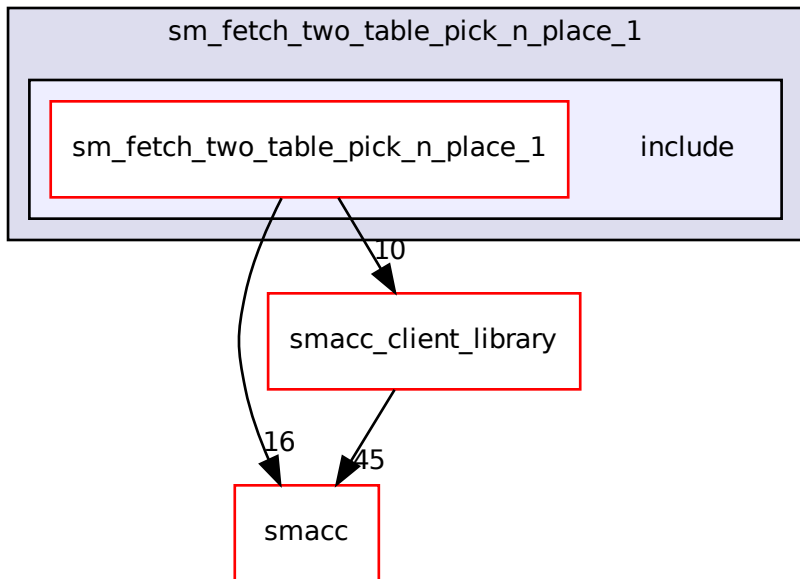 sm_fetch_two_table_pick_n_place_1
sm_fetch_two_table_pick_n_place_1
include
10
smacc_client_library
16
45
smacc